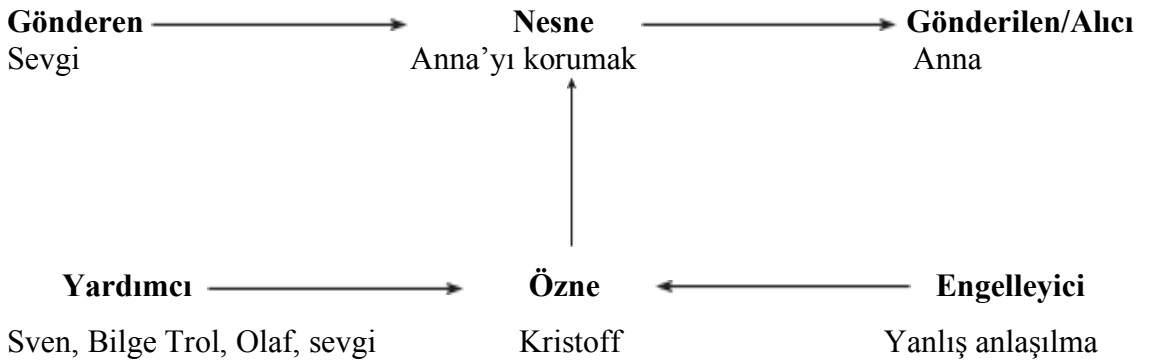 Gönderen Nesne Gönderilen/Alıcı
Sevgi Anna’yı korumak Anna
Yardımcı Özne Engelleyici
Sven, Bilge Trol, Olaf, sevgi Kristoff Yanlış anlaşılma